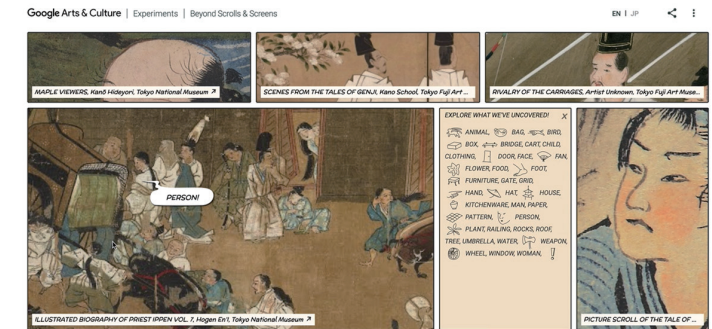 Google Arts & Culture | Experiments | Beyond Scrolls & Screens
EN | JP
MAPLE VIEWERS, Kanō Hideyori, Tokyo National Museum ↗
SCENES FROM THE TALES OF GENJI, Kano School, Tokyo Fuji Art ...
RIVALRY OF THE CARRIAGES, Artist Unknown, Tokyo Fuji Art Muse...
PERSON!
ILLUSTRATED BIOGRAPHY OF PRIEST IPPEN VOL. 7, Hogen En'i, Tokyo National Museum ↗
EXPLORE WHAT WE'VE UNCOVERED! X
ANIMAL, BAG, BIRD,
BOX, BRIDGE, CART, CHILD,
CLOTHING, DOOR, FACE, FAN,
FLOWER, FOOD, FOOT,
FURNITURE, GATE, GRID,
HAND, HAT, HOUSE,
KITCHENWARE, MAN, PAPER,
PATTERN, PERSON,
PLANT, RAILING, ROCKS, ROOF,
TREE, UMBRELLA, WATER, WEAPON,
WHEEL, WINDOW, WOMAN,
PICTURE SCROLL OF THE TALE OF ...